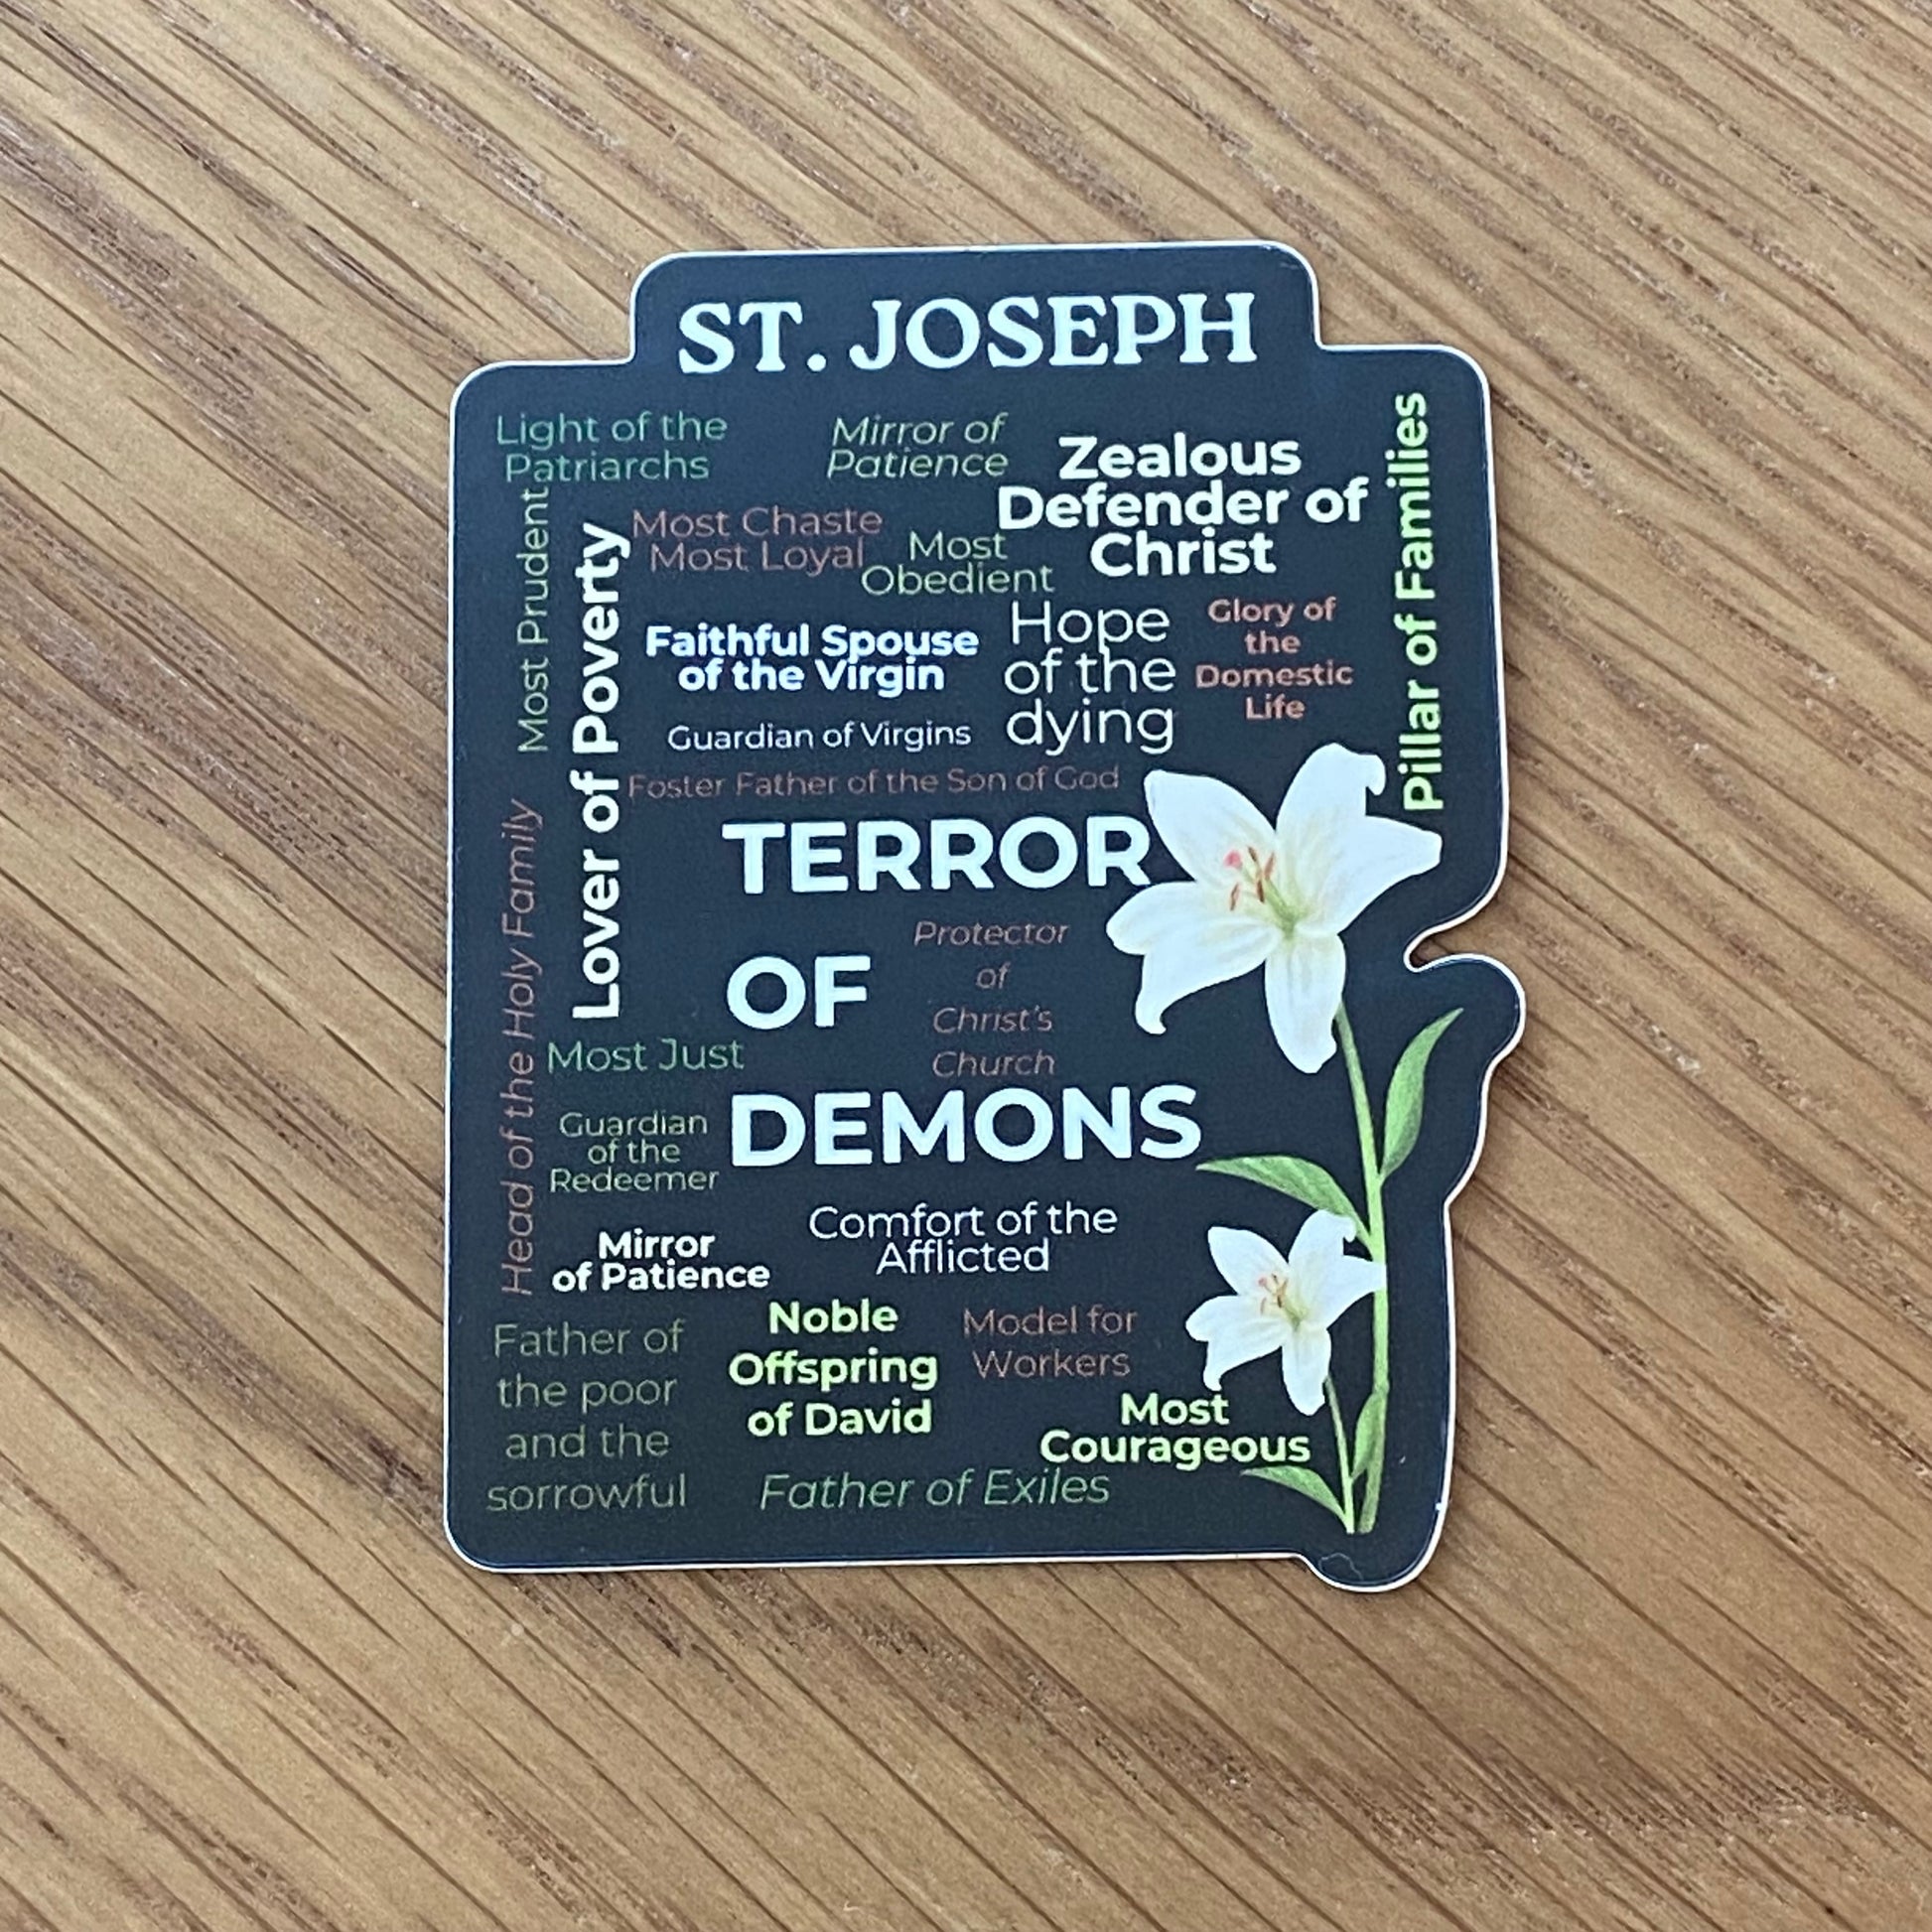 ST. JOSEPH
Light of the
Patriarchs
Mirror of
Patience
Zealous
Defender of
Christ
Pillar of Families
Most Prudent
Lover of Poverty
Most Chaste
Most Loyal
Most
Obedient
Faithful Spouse
of the Virgin
Hope
of the
dying
Glory of
the
Domestic
Life
Guardian of Virgins
Foster Father of the Son of God
Head of the Holy Family
TERROR
OF
DEMONS
Protector
of
Christ's
Church
Most Just
Guardian
of the
Redeemer
Comfort of the
Afflicted
Mirror
of Patience
Father of
the poor
and the
sorrowful
Noble
Offspring
of David
Model for
Workers
Most
Courageous
Father of Exiles